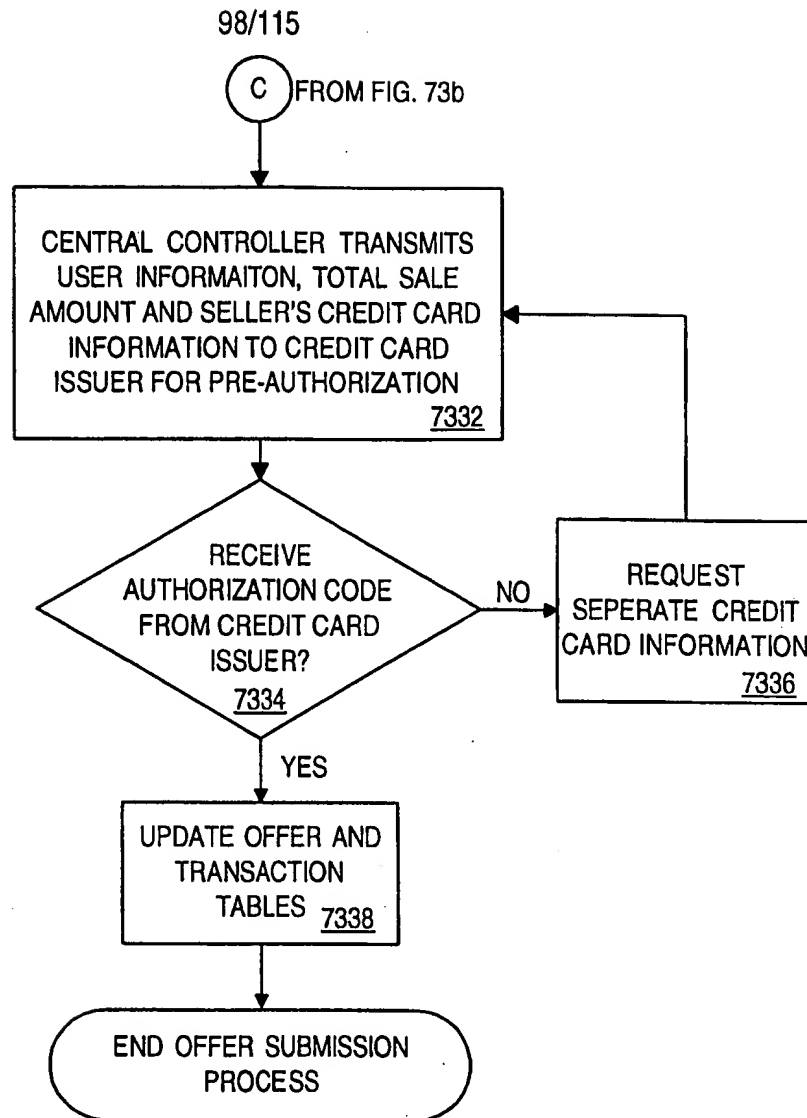 98/115
C FROM FIG. 73b
CENTRAL CONTROLLER TRANSMITS
USER INFORMAITON, TOTAL SALE
AMOUNT AND SELLER'S CREDIT CARD
INFORMATION TO CREDIT CARD
ISSUER FOR PRE-AUTHORIZATION
7332
RECEIVE
AUTHORIZATION CODE
FROM CREDIT CARD
ISSUER?
7334
NO
REQUEST
SEPERATE CREDIT
CARD INFORMATION
7336
YES
UPDATE OFFER AND
TRANSACTION
TABLES 7338
END OFFER SUBMISSION
PROCESS